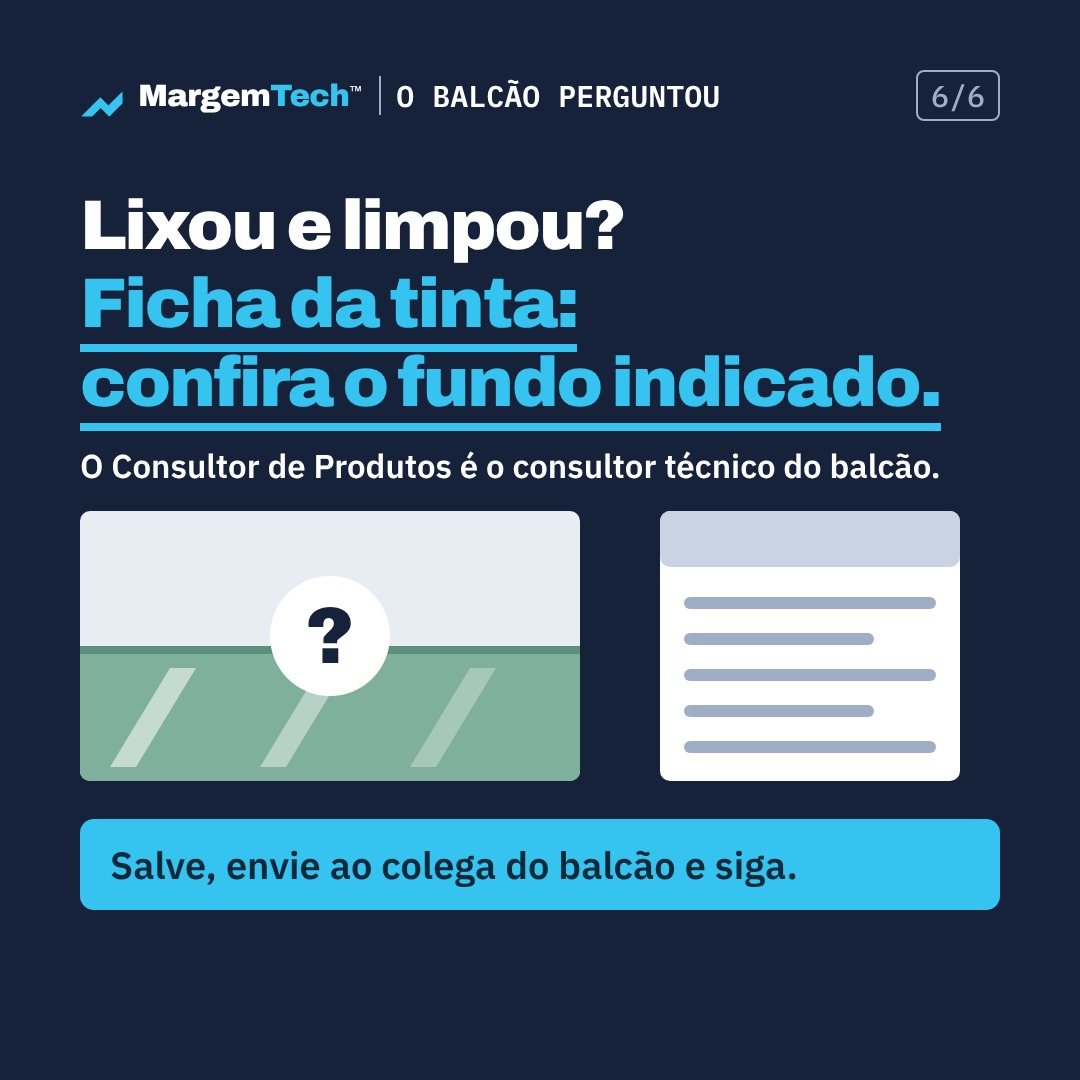 MargemTech™ | O BALCÃO PERGUNTOU
6/6
Lixou e limpou?
Ficha da tinta:
confira o fundo indicado.
O Consultor de Produtos é o consultor técnico do balcão.
?
Salve, envie ao colega do balcão e siga.